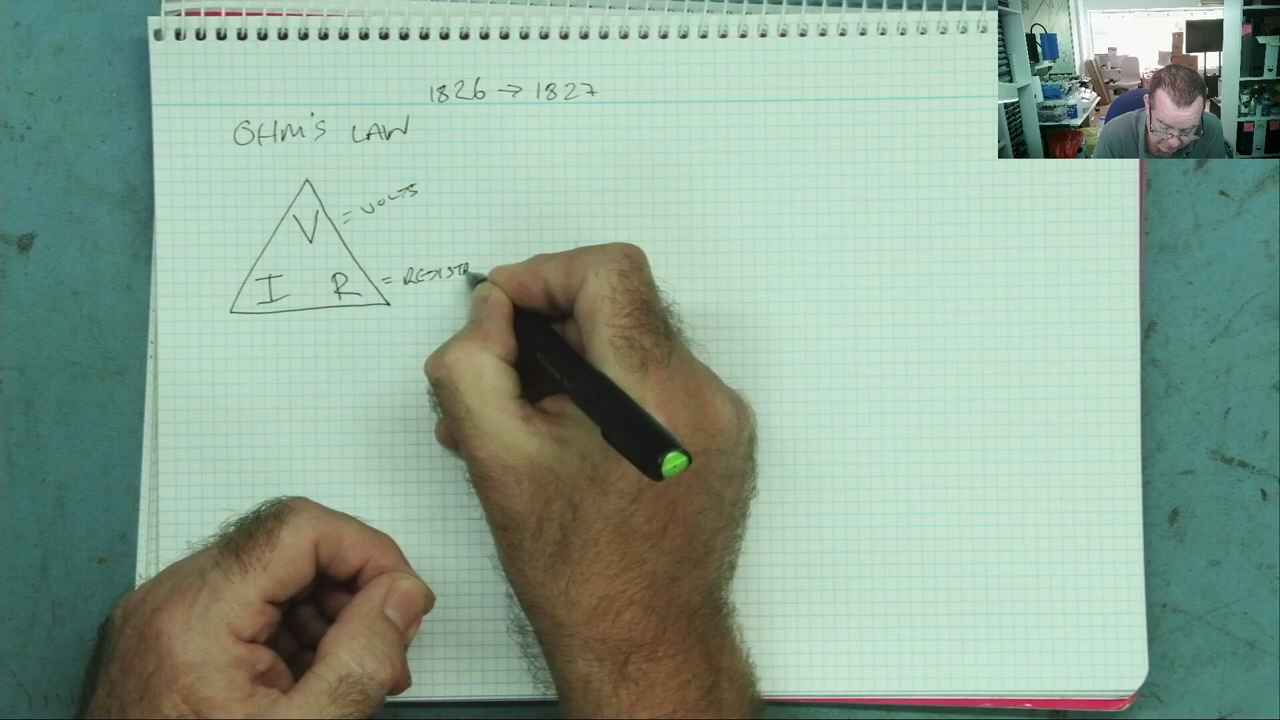 1826 → 1827
OHM'S LAW
V = VOLTS
I R = RESISTA